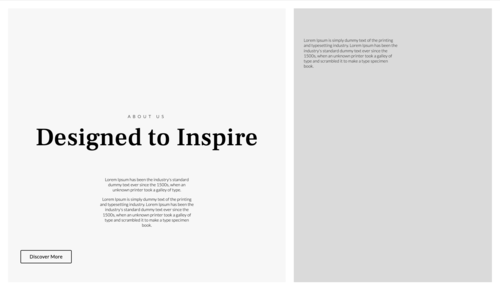 ABOUT US
Designed to Inspire
Lorem Ipsum has been the industry's standard
dummy text ever since the 1500s, when an
unknown printer took a galley of type.
Lorem Ipsum is simply dummy text of the printing
and typesetting industry. Lorem Ipsum has been the
industry's standard dummy text ever since the
1500s, when an unknown printer took a galley of
type and scrambled it to make a type specimen
book.
Discover More
Lorem Ipsum is simply dummy text of the printing
and typesetting industry. Lorem Ipsum has been the
industry's standard dummy text ever since the
1500s, when an unknown printer took a galley of
type and scrambled it to make a type specimen
book.